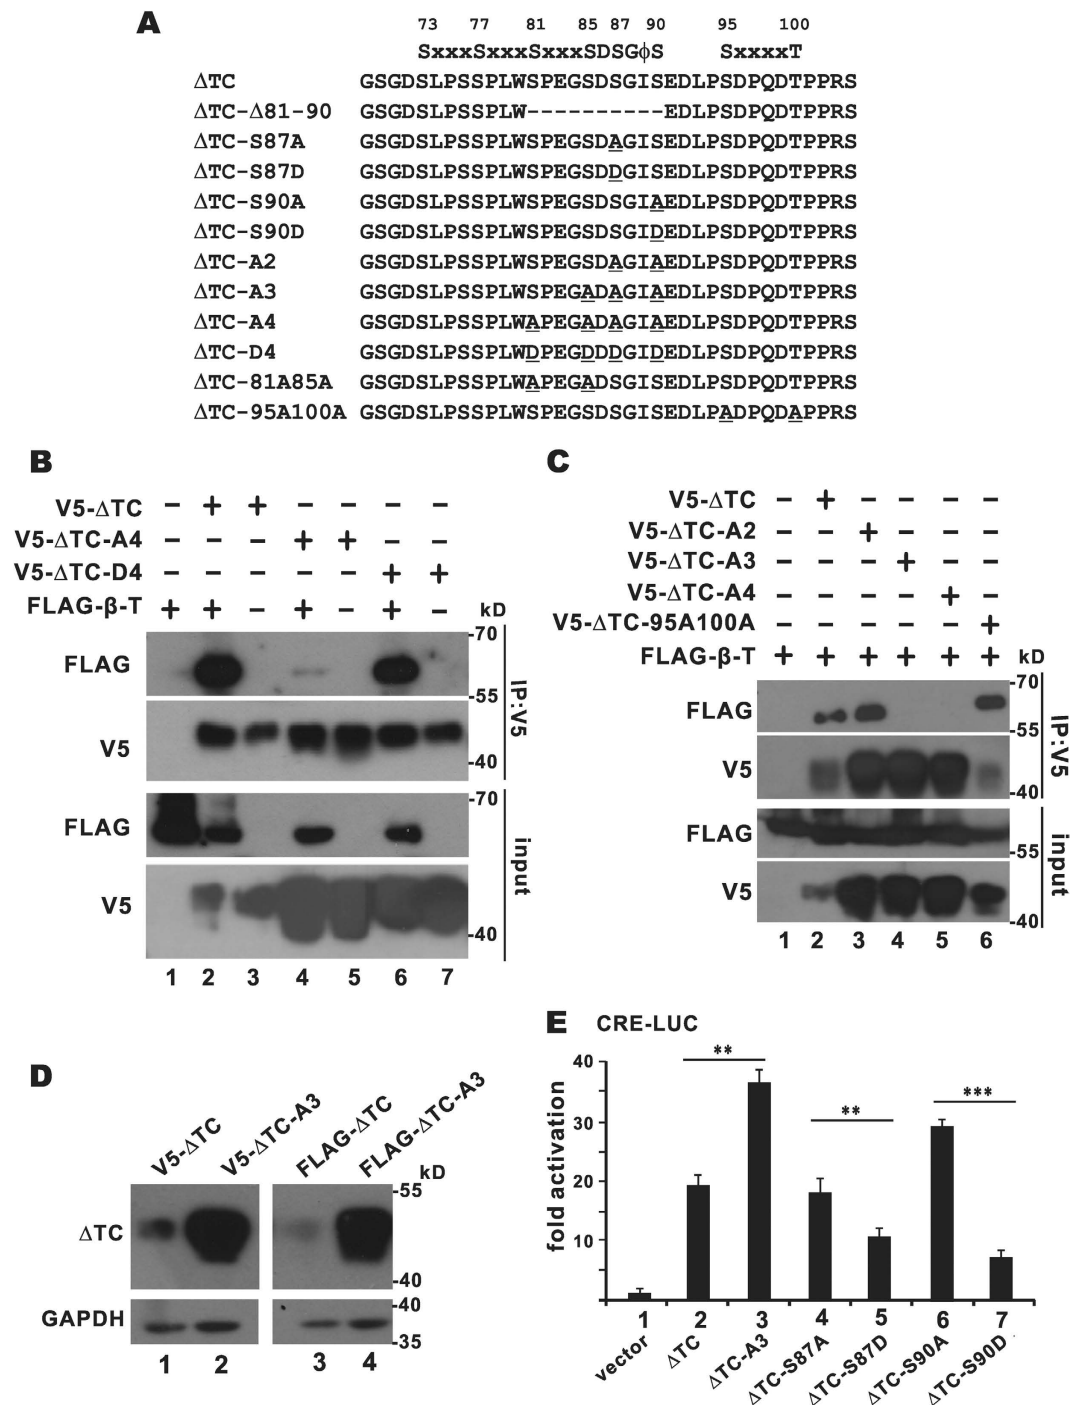 A
73 77 81 85 87 90 95 100
SxxxSxxxSxxxSDSGϕS SxxxxT
ΔTC GSGDSLPSSPLWSPEGSDSGISEDLPSDPQDTPPRS
ΔTC-Δ81-90 GSGDSLPSSPLW----------EDLPSDPQDTPPRS
ΔTC-S87A GSGDSLPSSPLWSPEGSDAGISEDLPSDPQDTPPRS
ΔTC-S87D GSGDSLPSSPLWSPEGSDDGISEDLPSDPQDTPPRS
ΔTC-S90A GSGDSLPSSPLWSPEGSDSGIAEDLPSDPQDTPPRS
ΔTC-S90D GSGDSLPSSPLWSPEGSDSGIDEDLPSDPQDTPPRS
ΔTC-A2 GSGDSLPSSPLWSPEGSDAGIAEDLPSDPQDTPPRS
ΔTC-A3 GSGDSLPSSPLWSPEGADAGIAEDLPSDPQDTPPRS
ΔTC-A4 GSGDSLPSSPLWAPEGADAGIAEDLPSDPQDTPPRS
ΔTC-D4 GSGDSLPSSPLWDPEGDDDGIDEDLPSDPQDTPPRS
ΔTC-81A85A GSGDSLPSSPLWAPEGADSGISEDLPSDPQDTPPRS
ΔTC-95A100A GSGDSLPSSPLWSPEGSDSGISEDLPADPQDAPPRS
B
V5-ΔTC - + + - - - -
V5-ΔTC-A4 - - - + + - -
V5-ΔTC-D4 - - - - - + +
FLAG-β-T + + - + - + - kD
FLAG -70
-55
V5 -40
IP:V5
FLAG -70
V5 -40
input
1 2 3 4 5 6 7
C
V5-ΔTC - + - - - -
V5-ΔTC-A2 - - + - - -
V5-ΔTC-A3 - - - + - -
V5-ΔTC-A4 - - - - + -
V5-ΔTC-95A100A - - - - - +
FLAG-β-T + + + + + + kD
FLAG -70
-55
V5 -40
IP:V5
FLAG -55
V5 -40
input
1 2 3 4 5 6
D
V5-ΔTC V5-ΔTC-A3 FLAG-ΔTC FLAG-ΔTC-A3
kD
-55
ΔTC
-40
-40
GAPDH
-35
1 2 3 4
E CRE-LUC
fold activation
40
30
20
10
**
**
***
1 2 3 4 5 6 7
vector ΔTC ΔTC-A3 ΔTC-S87A ΔTC-S87D ΔTC-S90A ΔTC-S90D